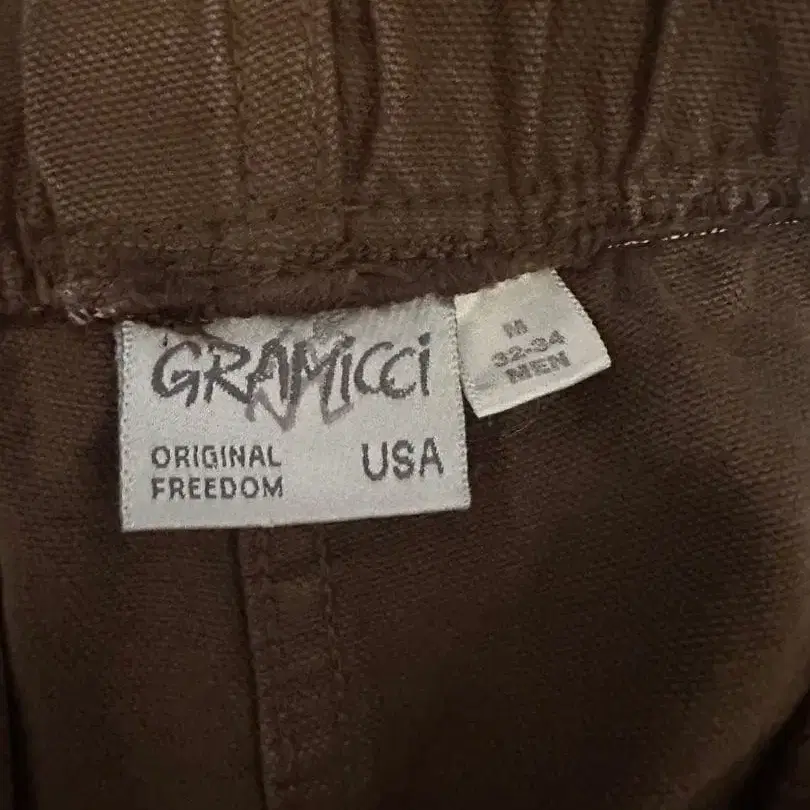 GRAMiCCi
ORIGINAL
FREEDOM
USA
M
32-34
MEN